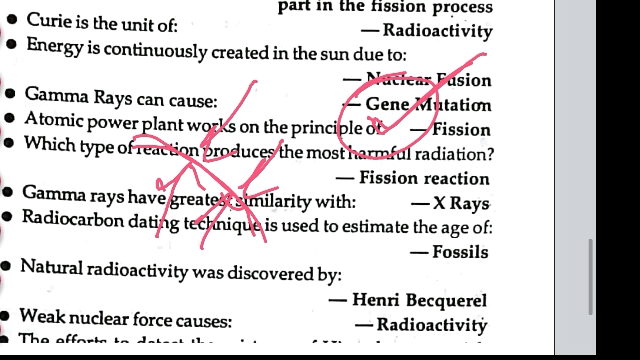 part in the fission process
• Curie is the unit of: — Radioactivity
• Energy is continuously created in the sun due to:
— Nuclear Fusion
• Gamma Rays can cause: — Gene Mutation
• Atomic power plant works on the principle of: — Fission
• Which type of reaction produces the most harmful radiation?
— Fission reaction
• Gamma rays have greatest similarity with: — X Rays
• Radiocarbon dating technique is used to estimate the age of:
— Fossils
• Natural radioactivity was discovered by:
— Henri Becquerel
• Weak nuclear force causes: — Radioactivity